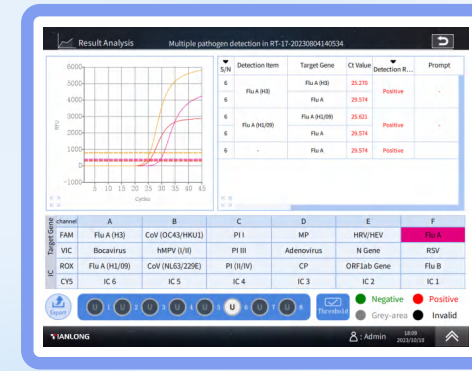 Result Analysis
Multiple pathogen detection in RT-17-20230804140534
6000
5000
4000
3000
2000
1000
0
-1000
RFU
5 10 15 20 25 30 35 40 45
Cycles
S/N Detection Item Target Gene Ct Value Detection R... Prompt
6 Flu A (H3) Flu A (H3) 25.270 Positive -
6 Flu A 29.574
6 Flu A (H1/09) Flu A (H1/09) 25.621 Positive -
6 Flu A 29.574
6 - Flu A 29.574 Positive
Target Gene
IC
channel A B C D E F
FAM Flu A (H3) CoV (OC43/HKU1) PI I MP HRV/HEV Flu A
VIC Bocavirus hMPV (I/II) PI III Adenovirus N Gene RSV
ROX Flu A (H1/09) CoV (NL63/229E) PI (II/IV) CP ORF1ab Gene Flu B
CY5 IC 6 IC 5 IC 4 IC 3 IC 2 IC 1
Export
U 1 U 2 U 3 U 4 U 5 U 6 U 7 U 8
Threshold
Negative Positive
Grey-area Invalid
TIANLONG
: Admin
18:09
2023/10/18